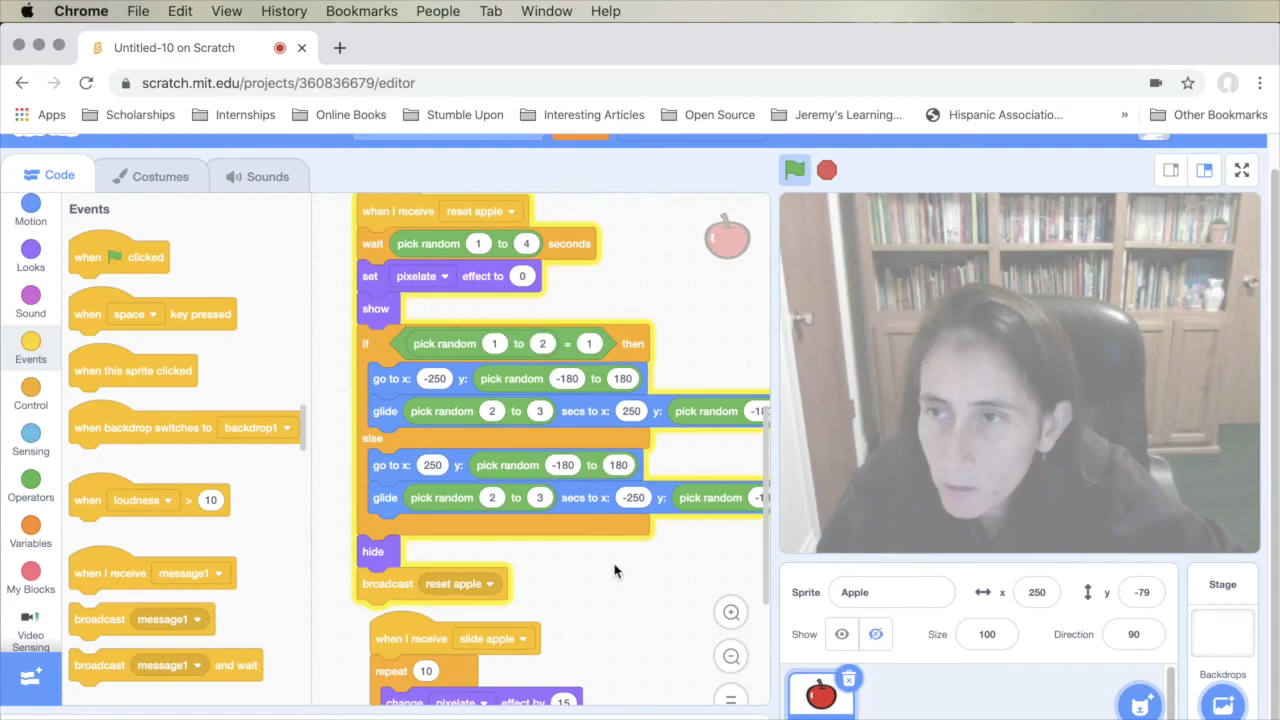 Chrome File Edit View History Bookmarks People Tab Window Help
Untitled-10 on Scratch
scratch.mit.edu/projects/360836679/editor
Apps Scholarships Internships Online Books Stumble Upon Interesting Articles Open Source Jeremy's Learning... Hispanic Associatio... » Other Bookmarks
Code Costumes Sounds
Motion
Looks
Sound
Events
Control
Sensing
Operators
Variables
My Blocks
Video
Sensing
Events
when clicked
when space key pressed
when this sprite clicked
when backdrop switches to backdrop1
when loudness > 10
when I receive message1
broadcast message1
broadcast message1 and wait
when I receive reset apple
wait pick random 1 to 4 seconds
set pixelate effect to 0
show
if pick random 1 to 2 = 1 then
go to x: -250 y: pick random -180 to 180
glide pick random 2 to 3 secs to x: 250 y: pick random
else
go to x: 250 y: pick random -180 to 180
glide pick random 2 to 3 secs to x: -250 y: pick random
hide
broadcast reset apple
when I receive slide apple
repeat 10
change pixelate effect by 15
Sprite Apple x 250 y -79
Show Size 100 Direction 90
Stage
Backdrops